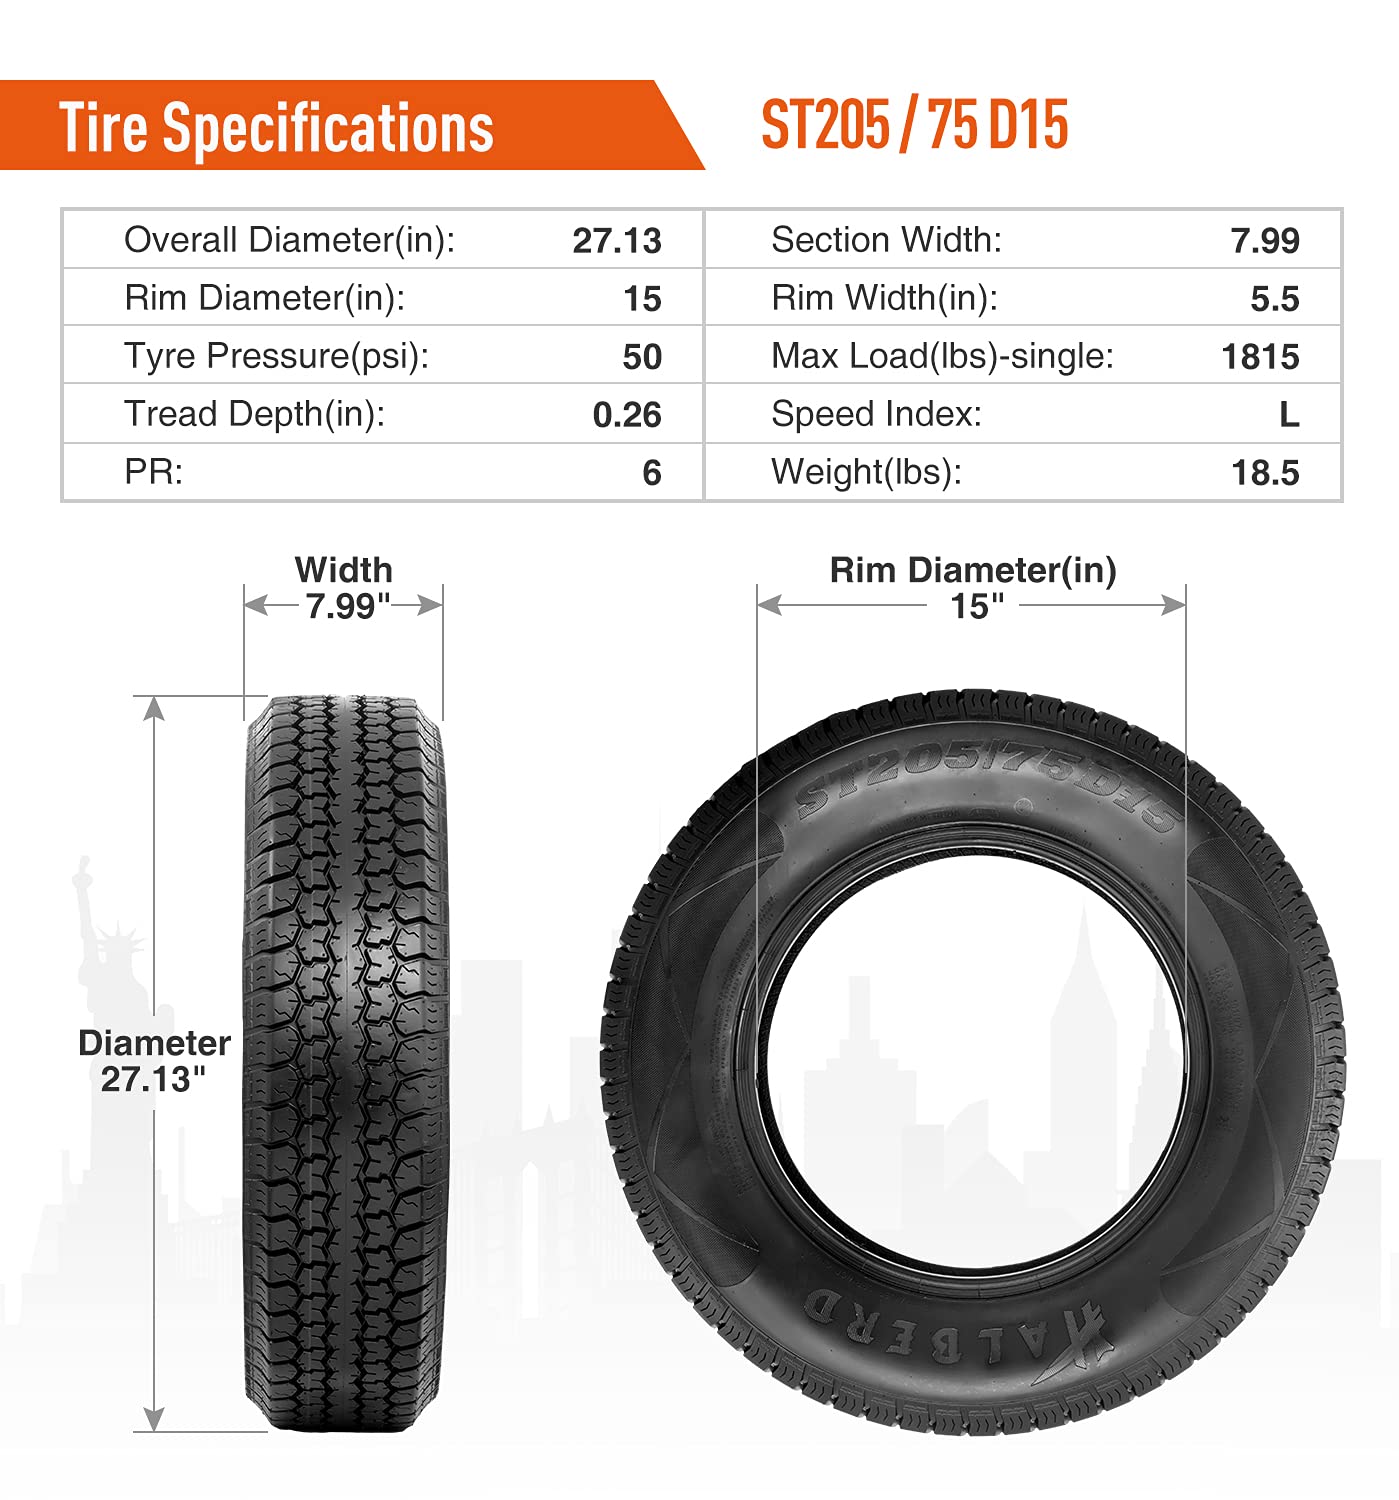 Tire Specifications
ST205 / 75 D15
Overall Diameter(in): 27.13
Section Width: 7.99
Rim Diameter(in): 15
Rim Width(in): 5.5
Tyre Pressure(psi): 50
Max Load(lbs)-single: 1815
Tread Depth(in): 0.26
Speed Index: L
PR: 6
Weight(lbs): 18.5
Width
7.99"
Rim Diameter(in)
15"
Diameter
27.13"
ST205/75D15
HALBERD